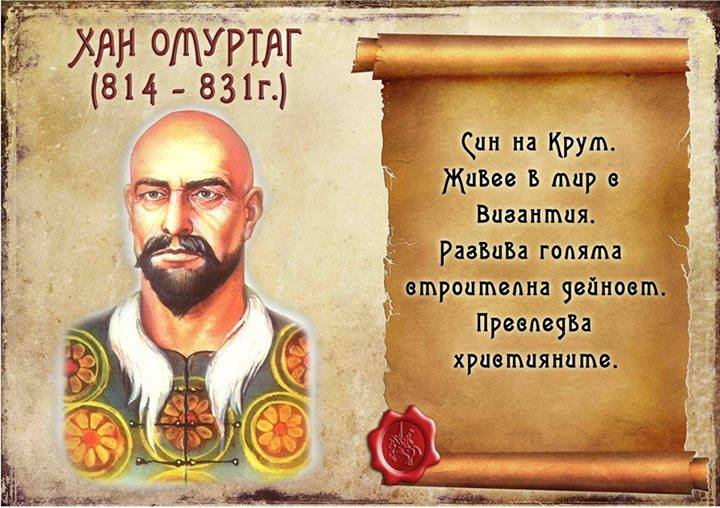 ХАН ОМУРТАГ
(814 - 831г.)
Син на Крум.
Живее в мир с
Византия.
Развива голяма
строителна дейност.
Преследва
християните.